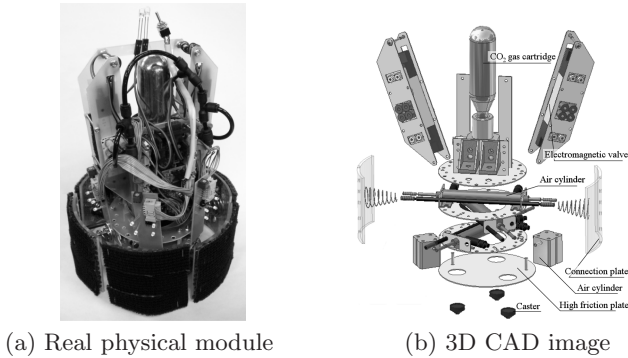 CO₂ gas cartridge
Electromagnetic valve
Air cylinder
Connection plate
Air cylinder
High friction plate
Caster
(a) Real physical module
(b) 3D CAD image